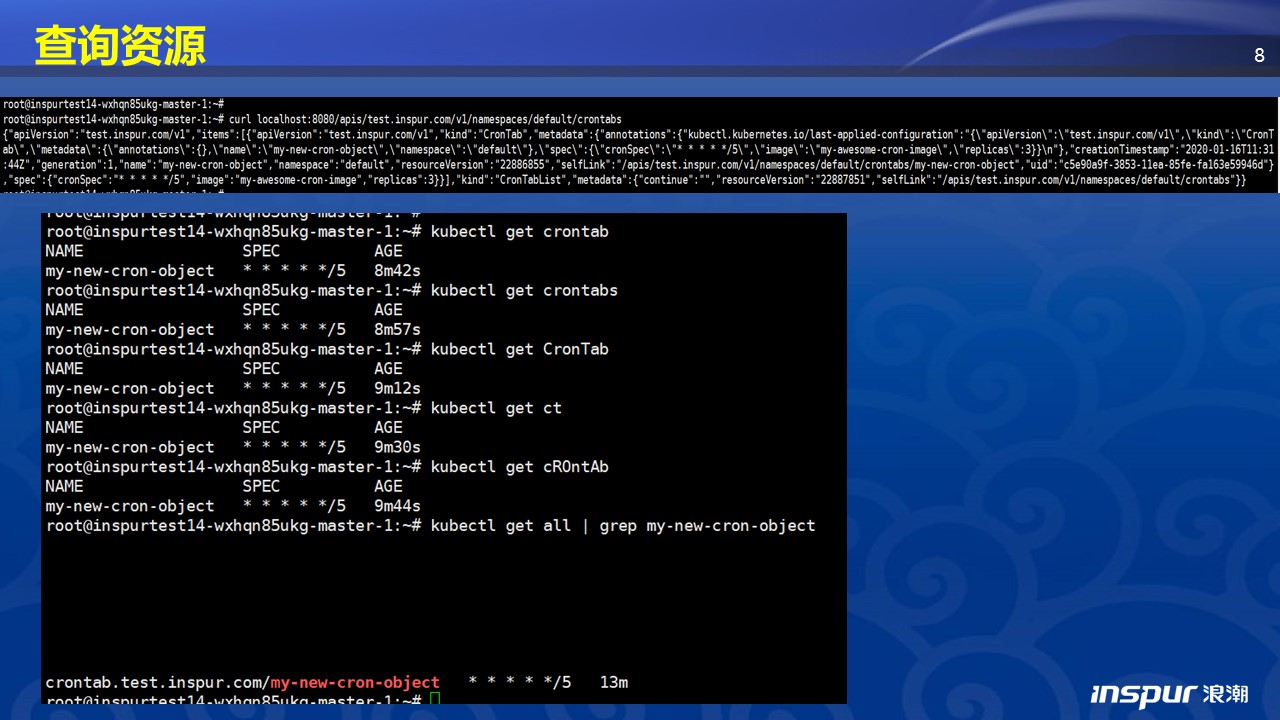 查询资源
8
root@inspurtest14-wxhqn85ukg-master-1:~#
root@inspurtest14-wxhqn85ukg-master-1:~# curl localhost:8080/apis/test.inspur.com/v1/namespaces/default/crontabs
{"apiVersion":"test.inspur.com/v1","items":[{"apiVersion":"test.inspur.com/v1","kind":"CronTab","metadata":{"annotations":{"kubectl.kubernetes.io/last-applied-configuration":"{\"apiVersion\":\"test.inspur.com/v1\",\"kind\":\"CronT
ab\",\"metadata\":{\"annotations\":{},\"name\":\"my-new-cron-object\",\"namespace\":\"default\"},\"spec\":{\"cronSpec\":\"* * * * */5\",\"image\":\"my-awesome-cron-image\",\"replicas\":3}}\n"},"creationTimestamp":"2020-01-16T11:31
:44Z","generation":1,"name":"my-new-cron-object","namespace":"default","resourceVersion":"22886855","selfLink":"/apis/test.inspur.com/v1/namespaces/default/crontabs/my-new-cron-object","uid":"c5e90a9f-3853-11ea-85fe-fa163e59946d"}
,"spec":{"cronSpec":"* * * * */5","image":"my-awesome-cron-image","replicas":3}}],"kind":"CronTabList","metadata":{"continue":"","resourceVersion":"22887851","selfLink":"/apis/test.inspur.com/v1/namespaces/default/crontabs"}}
root@inspurtest14-wxhqn85ukg-master-1:~#
root@inspurtest14-wxhqn85ukg-master-1:~# kubectl get crontab
NAME SPEC AGE
my-new-cron-object * * * * */5 8m42s
root@inspurtest14-wxhqn85ukg-master-1:~# kubectl get crontabs
NAME SPEC AGE
my-new-cron-object * * * * */5 8m57s
root@inspurtest14-wxhqn85ukg-master-1:~# kubectl get CronTab
NAME SPEC AGE
my-new-cron-object * * * * */5 9m12s
root@inspurtest14-wxhqn85ukg-master-1:~# kubectl get ct
NAME SPEC AGE
my-new-cron-object * * * * */5 9m30s
root@inspurtest14-wxhqn85ukg-master-1:~# kubectl get cROntAb
NAME SPEC AGE
my-new-cron-object * * * * */5 9m44s
root@inspurtest14-wxhqn85ukg-master-1:~# kubectl get all | grep my-new-cron-object
crontab.test.inspur.com/my-new-cron-object * * * * */5 13m
root@inspurtest14-wxhqn85ukg-master-1:~#
inspur 浪潮